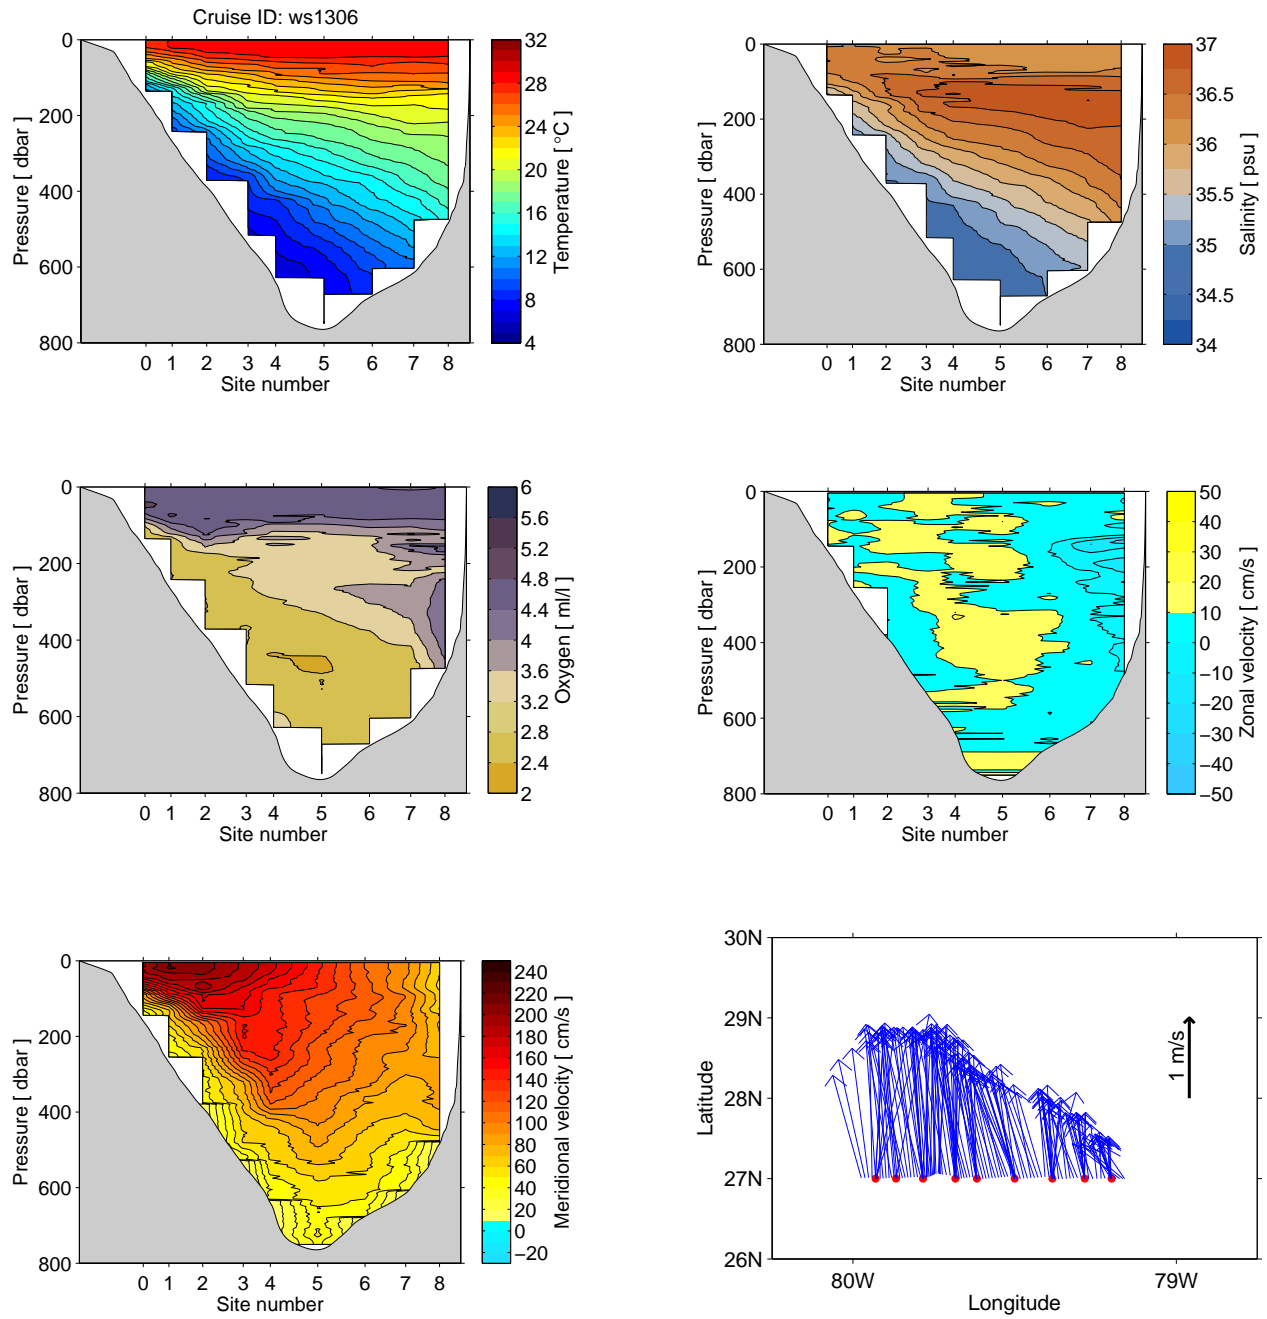 Cruise ID: ws1306
0
200
400
600
800
Pressure [ dbar]
0 1 2 3 4 5 6 7 8
Site number
32
28
24
20
16
12
8
4
Temperature [ °C]
0
200
400
600
800
Pressure [ dbar]
0 1 2 3 4 5 6 7 8
Site number
37
36.5
36
35.5
35
34.5
34
Salinity [ psu]
0
200
400
600
800
Pressure [ dbar]
0 1 2 3 4 5 6 7 8
Site number
6
5.6
5.2
4.8
4.4
4
3.6
3.2
2.8
2.4
2
Oxygen [ ml/l]
0
200
400
600
800
Pressure [ dbar]
0 1 2 3 4 5 6 7 8
Site number
50
40
30
20
10
0
−10
−20
−30
−40
−50
Zonal velocity [ cm/s]
0
200
400
600
800
Pressure [ dbar]
0 1 2 3 4 5 6 7 8
Site number
240
220
200
180
160
140
120
100
80
60
40
20
0
−20
Meridional velocity [ cm/s]
30N
29N
28N
27N
26N
Latitude
1 m/s
80W 79W
Longitude